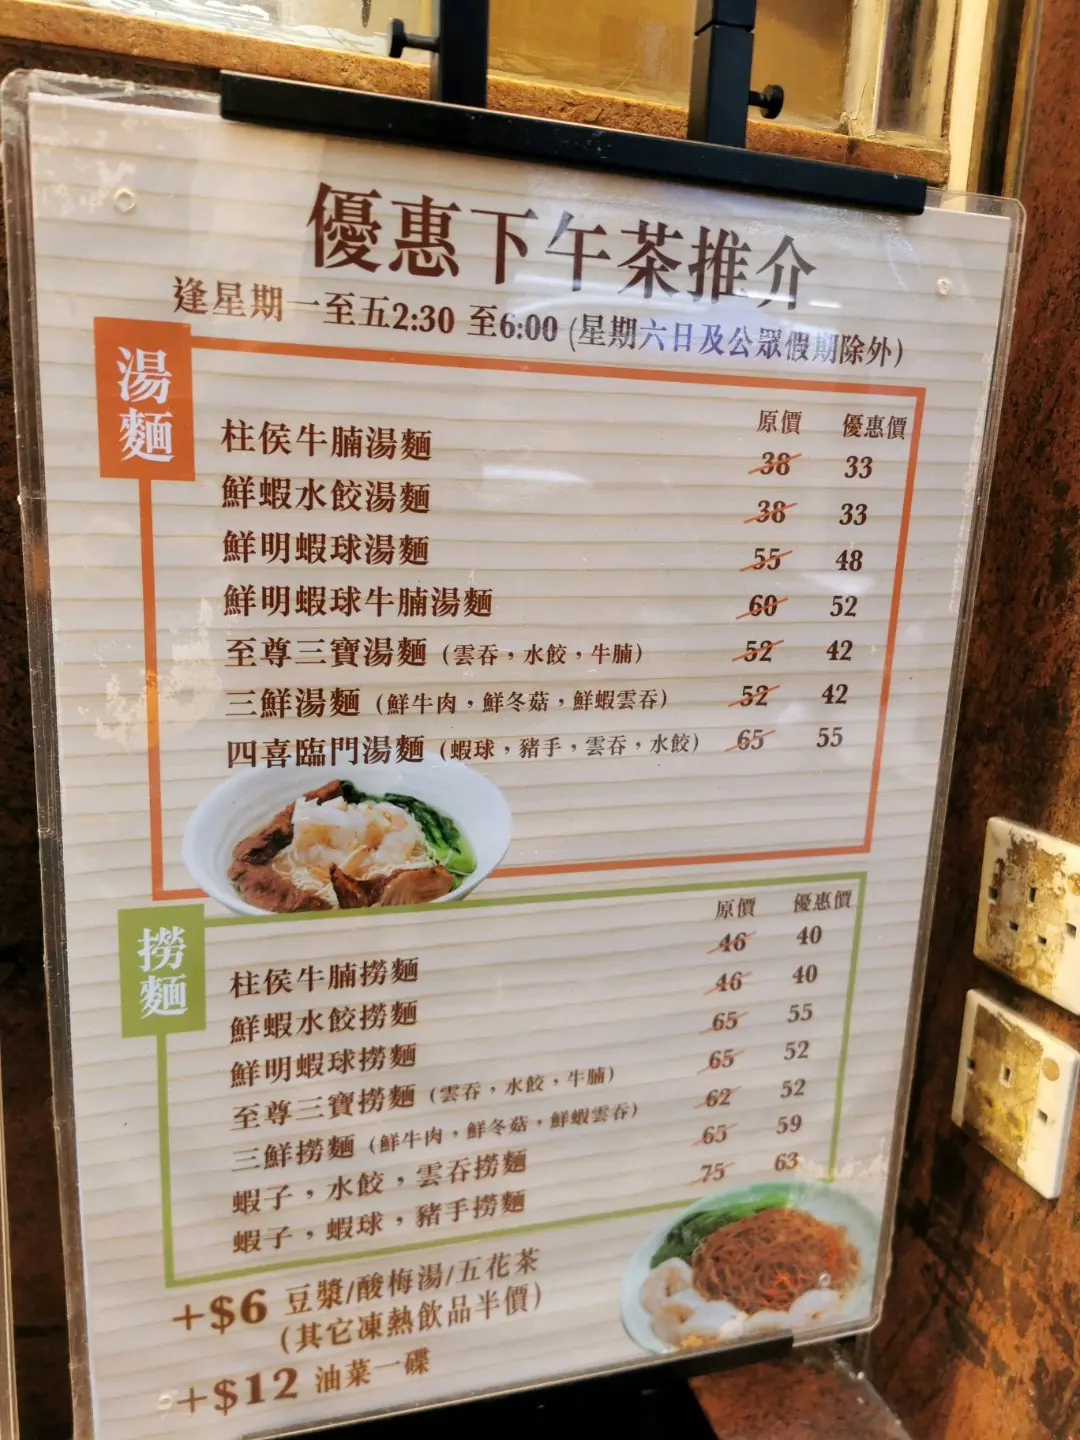 優惠下午茶推介
逢星期一至五2:30 至6:00 (星期六日及公眾假期除外)
湯麵
原價 優惠價
柱侯牛腩湯麵 38 33
鮮蝦水餃湯麵 38 33
鮮明蝦球湯麵 55 48
鮮明蝦球牛腩湯麵 60 52
至尊三寶湯麵 (雲吞，水餃，牛腩) 52 42
三鮮湯麵 (鮮牛肉，鮮冬菇，鮮蝦雲吞) 52 42
四喜臨門湯麵 (蝦球，豬手，雲吞，水餃) 65 55
撈麵
原價 優惠價
柱侯牛腩撈麵 46 40
鮮蝦水餃撈麵 46 40
鮮明蝦球撈麵 65 55
至尊三寶撈麵 (雲吞，水餃，牛腩) 65 52
三鮮撈麵 (鮮牛肉，鮮冬菇，鮮蝦雲吞) 62 52
蝦子，水餃，雲吞撈麵 65 59
蝦子，蝦球，豬手撈麵 75 63
+$6 豆漿/酸梅湯/五花茶
(其它凍熱飲品半價)
+$12 油菜一碟